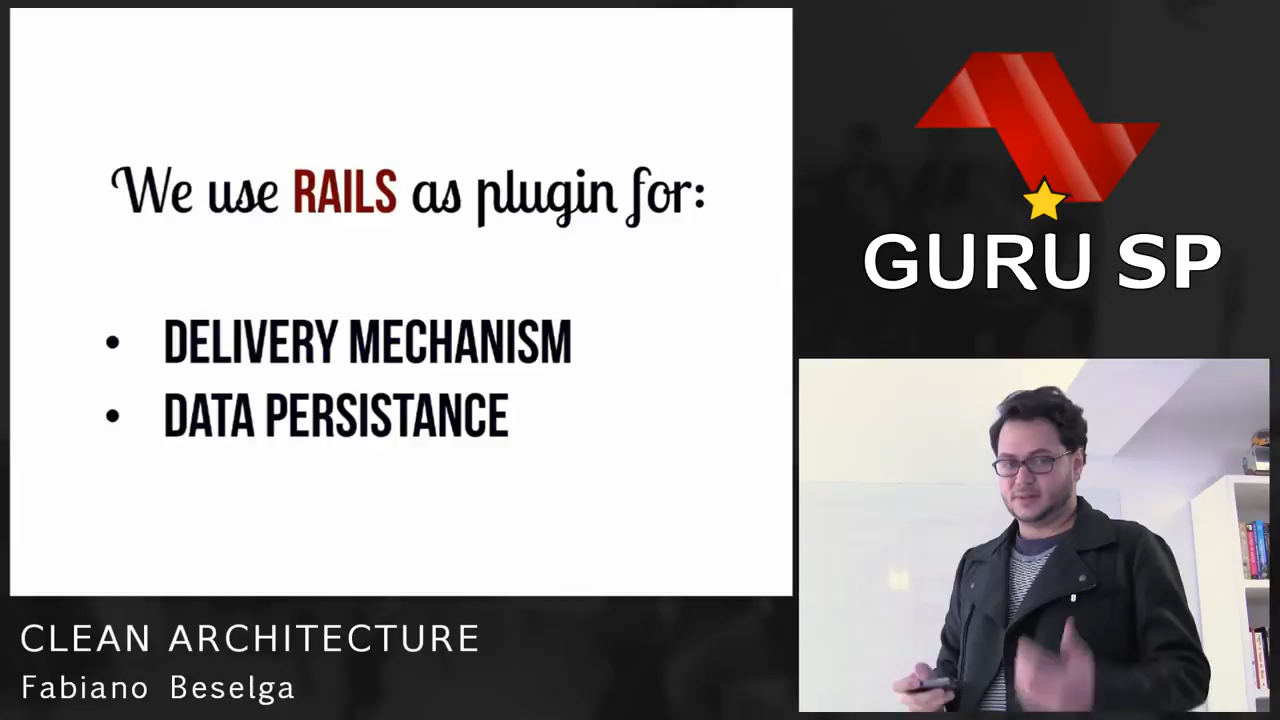 We use RAILS as plugin for:
• DELIVERY MECHANISM
• DATA PERSISTANCE
GURU SP
CLEAN ARCHITECTURE
Fabiano Beselga